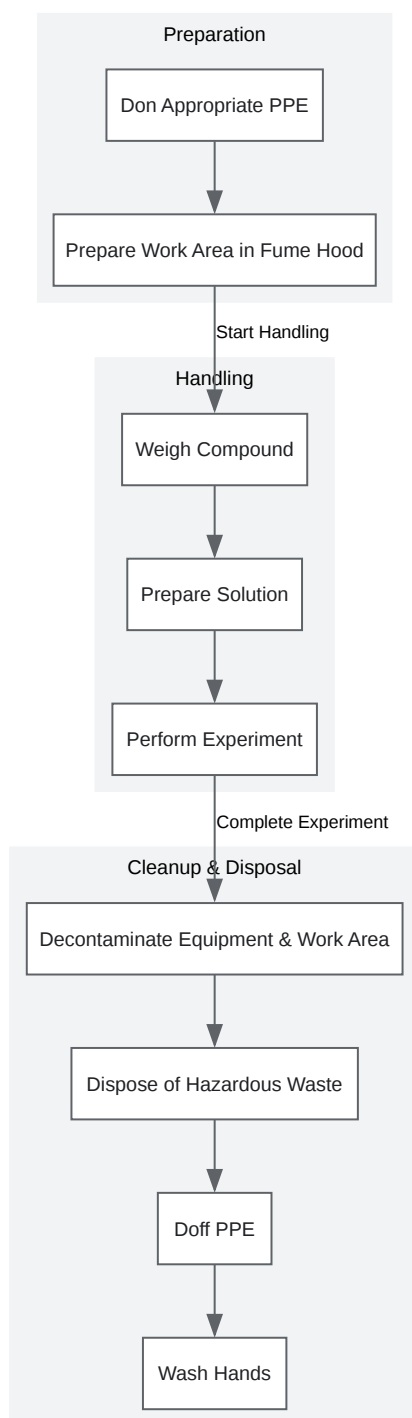 Preparation
Don Appropriate PPE
Prepare Work Area in Fume Hood
Start Handling
Handling
Weigh Compound
Prepare Solution
Perform Experiment
Complete Experiment
Cleanup & Disposal
Decontaminate Equipment & Work Area
Dispose of Hazardous Waste
Doff PPE
Wash Hands